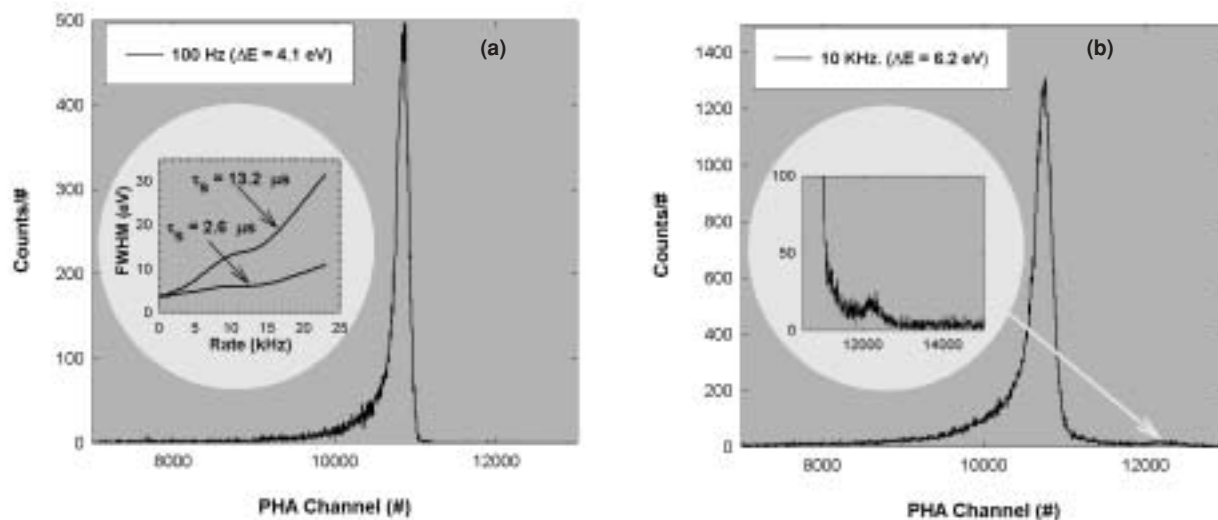 100 Hz (ΔE = 4.1 eV)
(a)
500
400
300
200
100
0
Counts/#
8000
10000
12000
PHA Channel (#)
τs = 13.2 µs
τs = 2.6 µs
FWHM (eV)
30
20
10
0
0
5
10
15
20
25
Rate (kHz)
10 KHz. (ΔE = 6.2 eV)
(b)
1400
1200
1000
800
600
400
200
0
Counts/#
8000
10000
12000
PHA Channel (#)
100
50
0
12000
14000